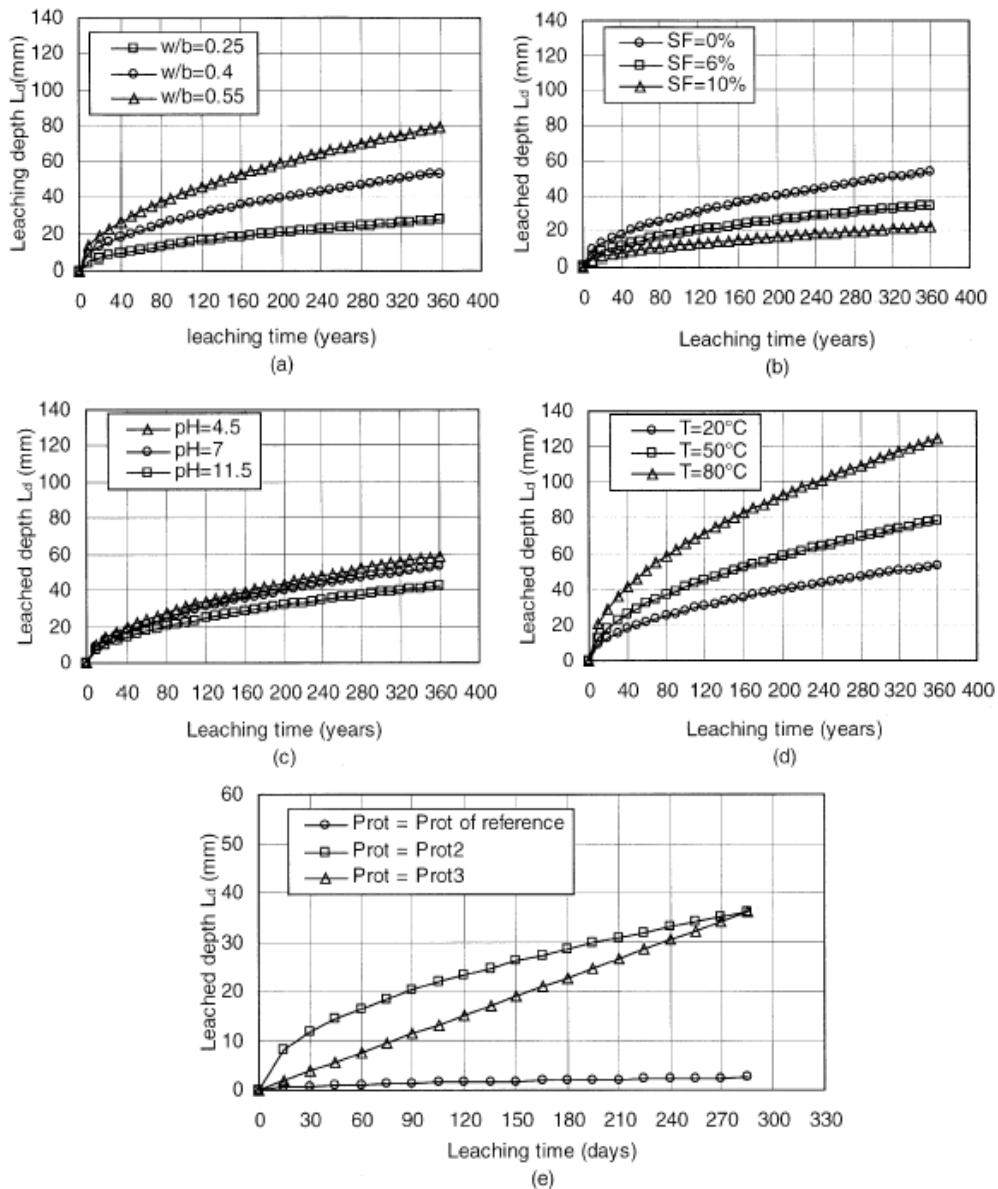 Leaching depth Ld(mm)
140
120
100
80
60
40
20
0
w/b=0.25
w/b=0.4
w/b=0.55
0 40 80 120 160 200 240 280 320 360 400
leaching time (years)
(a)
Leached depth Ld (mm)
140
120
100
80
60
40
20
0
SF=0%
SF=6%
SF=10%
0 40 80 120 160 200 240 280 320 360 400
Leaching time (years)
(b)
Leached depth Ld (mm)
140
120
100
80
60
40
20
0
pH=4.5
pH=7
pH=11.5
0 40 80 120 160 200 240 280 320 360 400
Leaching time (years)
(c)
Leached depth Ld (mm)
140
120
100
80
60
40
20
0
T=20°C
T=50°C
T=80°C
0 40 80 120 160 200 240 280 320 360 400
Leaching time (years)
(d)
Leached depth Ld (mm)
60
50
40
30
20
10
0
Prot = Prot of reference
Prot = Prot2
Prot = Prot3
0 30 60 90 120 150 180 210 240 270 300 330
Leaching time (days)
(e)